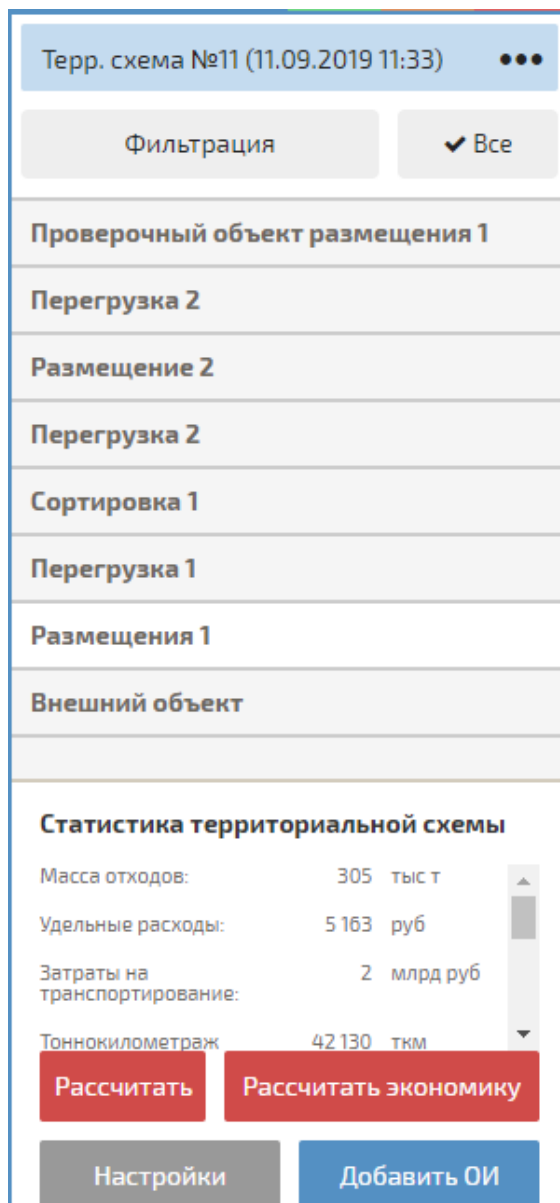 Терр. схема №11 (11.09.2019 11:33) •••
Фильтрация ✔ Все
Проверочный объект размещения 1
Перегрузка 2
Размещение 2
Перегрузка 2
Сортировка 1
Перегрузка 1
Размещения 1
Внешний объект
Статистика территориальной схемы
Масса отходов: 305 тыс т
Удельные расходы: 5 163 руб
Затраты на 2 млрд руб
транспортирование:
Тоннокилометраж 42 130 ткм
Рассчитать Рассчитать экономику
Настройки Добавить ОИ